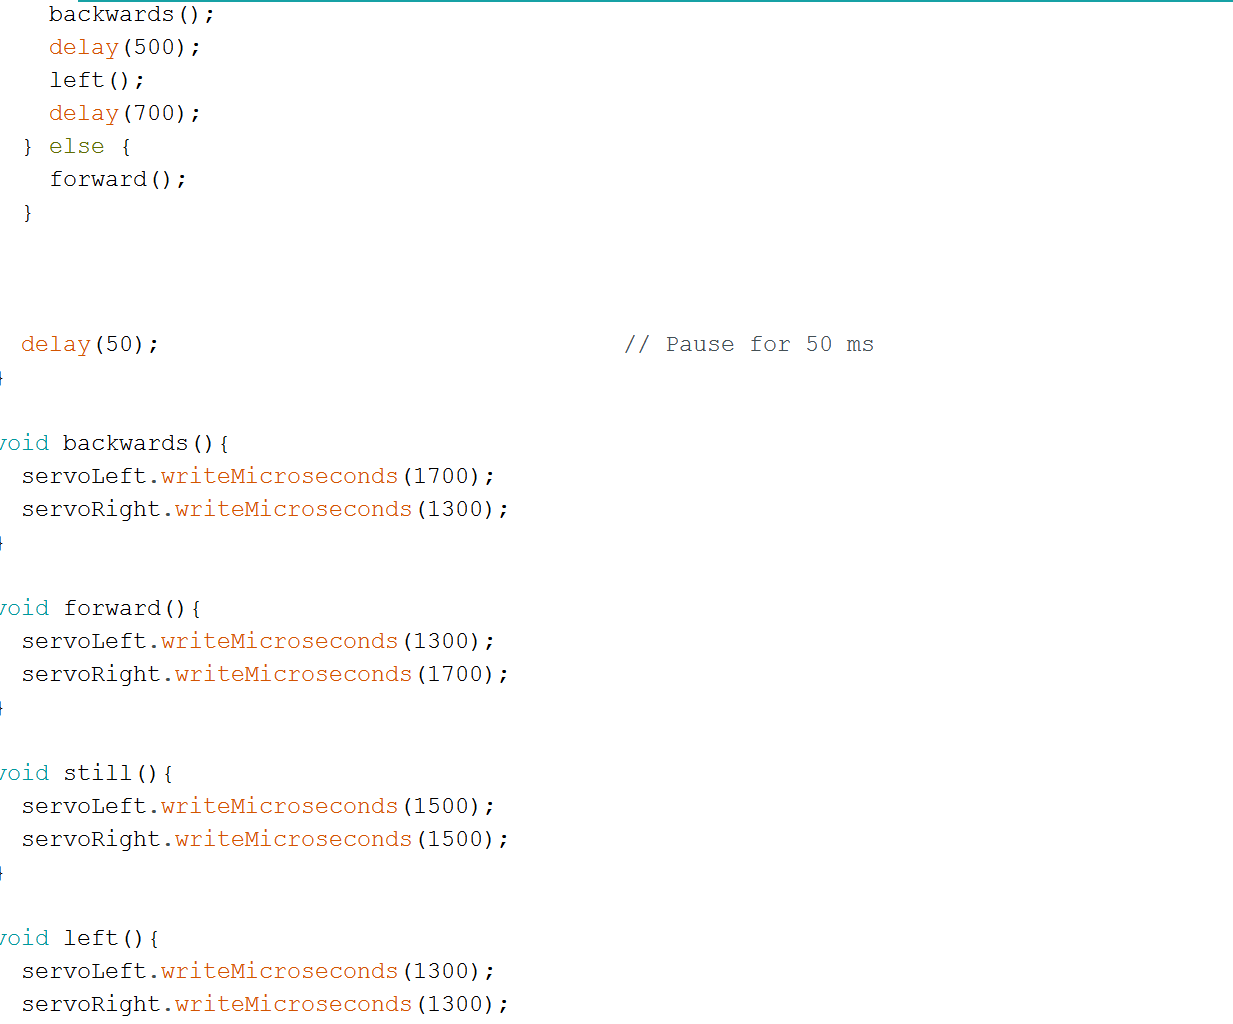 backwards();
delay(500);
left();
delay(700);
} else {
forward();
}
delay(50); // Pause for 50 ms
}
void backwards(){
servoLeft.writeMicroseconds(1700);
servoRight.writeMicroseconds(1300);
}
void forward(){
servoLeft.writeMicroseconds(1300);
servoRight.writeMicroseconds(1700);
}
void still(){
servoLeft.writeMicroseconds(1500);
servoRight.writeMicroseconds(1500);
}
void left(){
servoLeft.writeMicroseconds(1300);
servoRight.writeMicroseconds(1300);